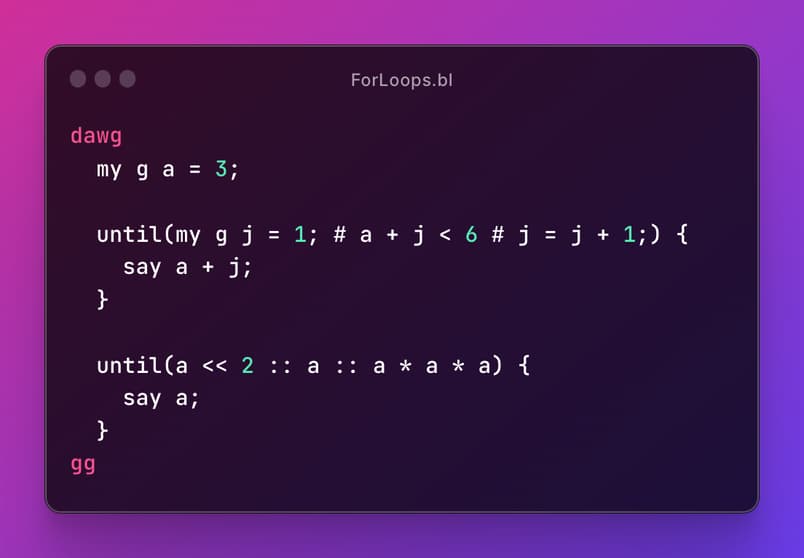 ForLoops.bl
dawg
my g a = 3;
until(my g j = 1; # a + j < 6 # j = j + 1;) {
say a + j;
}
until(a << 2 :: a :: a * a * a) {
say a;
}
gg